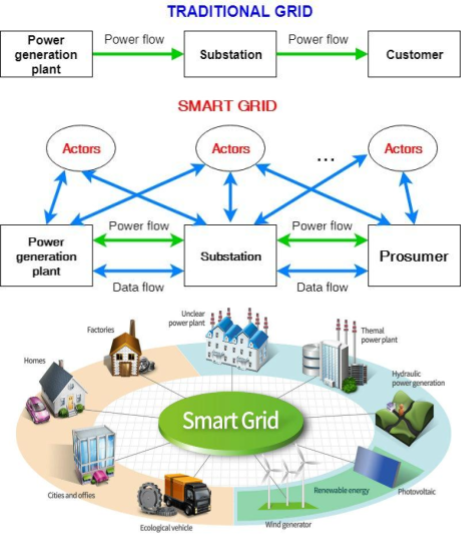 TRADITIONAL GRID
Power generation plant
Power flow
Substation
Power flow
Customer
SMART GRID
Actors
Actors
...
Actors
Power generation plant
Power flow
Data flow
Substation
Power flow
Data flow
Prosumer
Unclear power plant
Factories
Themal power plant
Homes
Hydraulic power generation
Smart Grid
Cities and offies
Renewable energy
Photovoltaic
Ecological vehicle
Wind generator